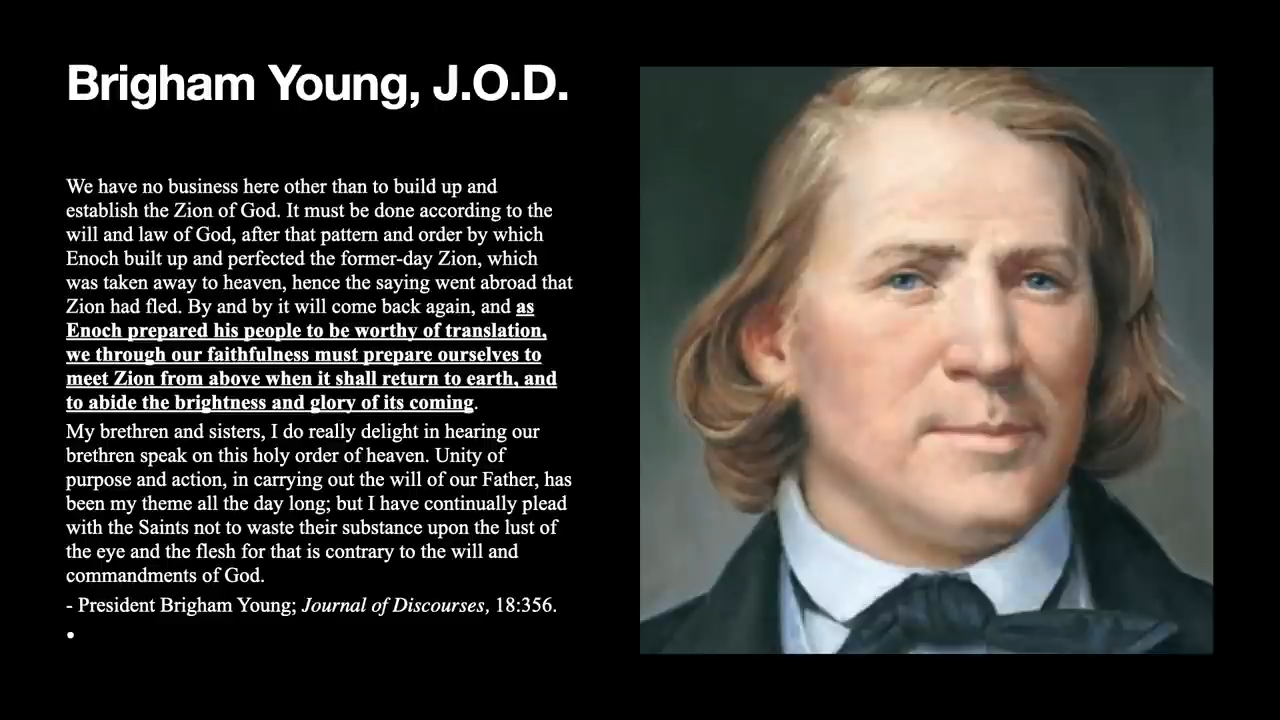 Brigham Young, J.O.D.
We have no business here other than to build up and
establish the Zion of God. It must be done according to the
will and law of God, after that pattern and order by which
Enoch built up and perfected the former-day Zion, which
was taken away to heaven, hence the saying went abroad that
Zion had fled. By and by it will come back again, and as
Enoch prepared his people to be worthy of translation,
we through our faithfulness must prepare ourselves to
meet Zion from above when it shall return to earth, and
to abide the brightness and glory of its coming.
My brethren and sisters, I do really delight in hearing our
brethren speak on this holy order of heaven. Unity of
purpose and action, in carrying out the will of our Father, has
been my theme all the day long; but I have continually plead
with the Saints not to waste their substance upon the lust of
the eye and the flesh for that is contrary to the will and
commandments of God.
- President Brigham Young; Journal of Discourses, 18:356.
•